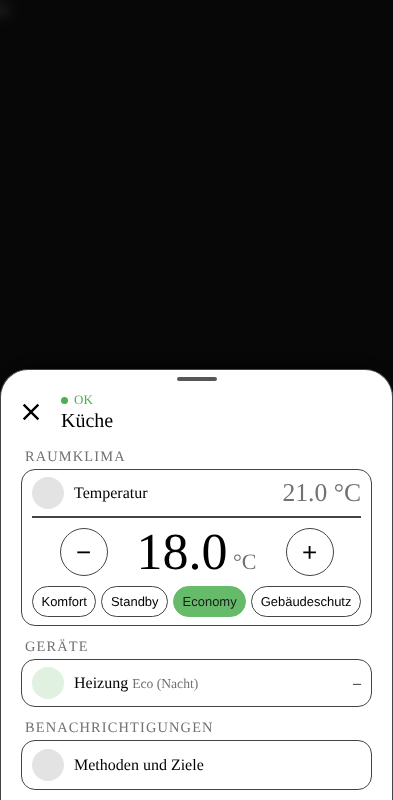 OK
Küche
RAUMKLIMA
Temperatur 21.0 °C
− 18.0 °C +
Komfort Standby Economy Gebäudeschutz
GERÄTE
Heizung Eco (Nacht) –
BENACHRICHTIGUNGEN
Methoden und Ziele